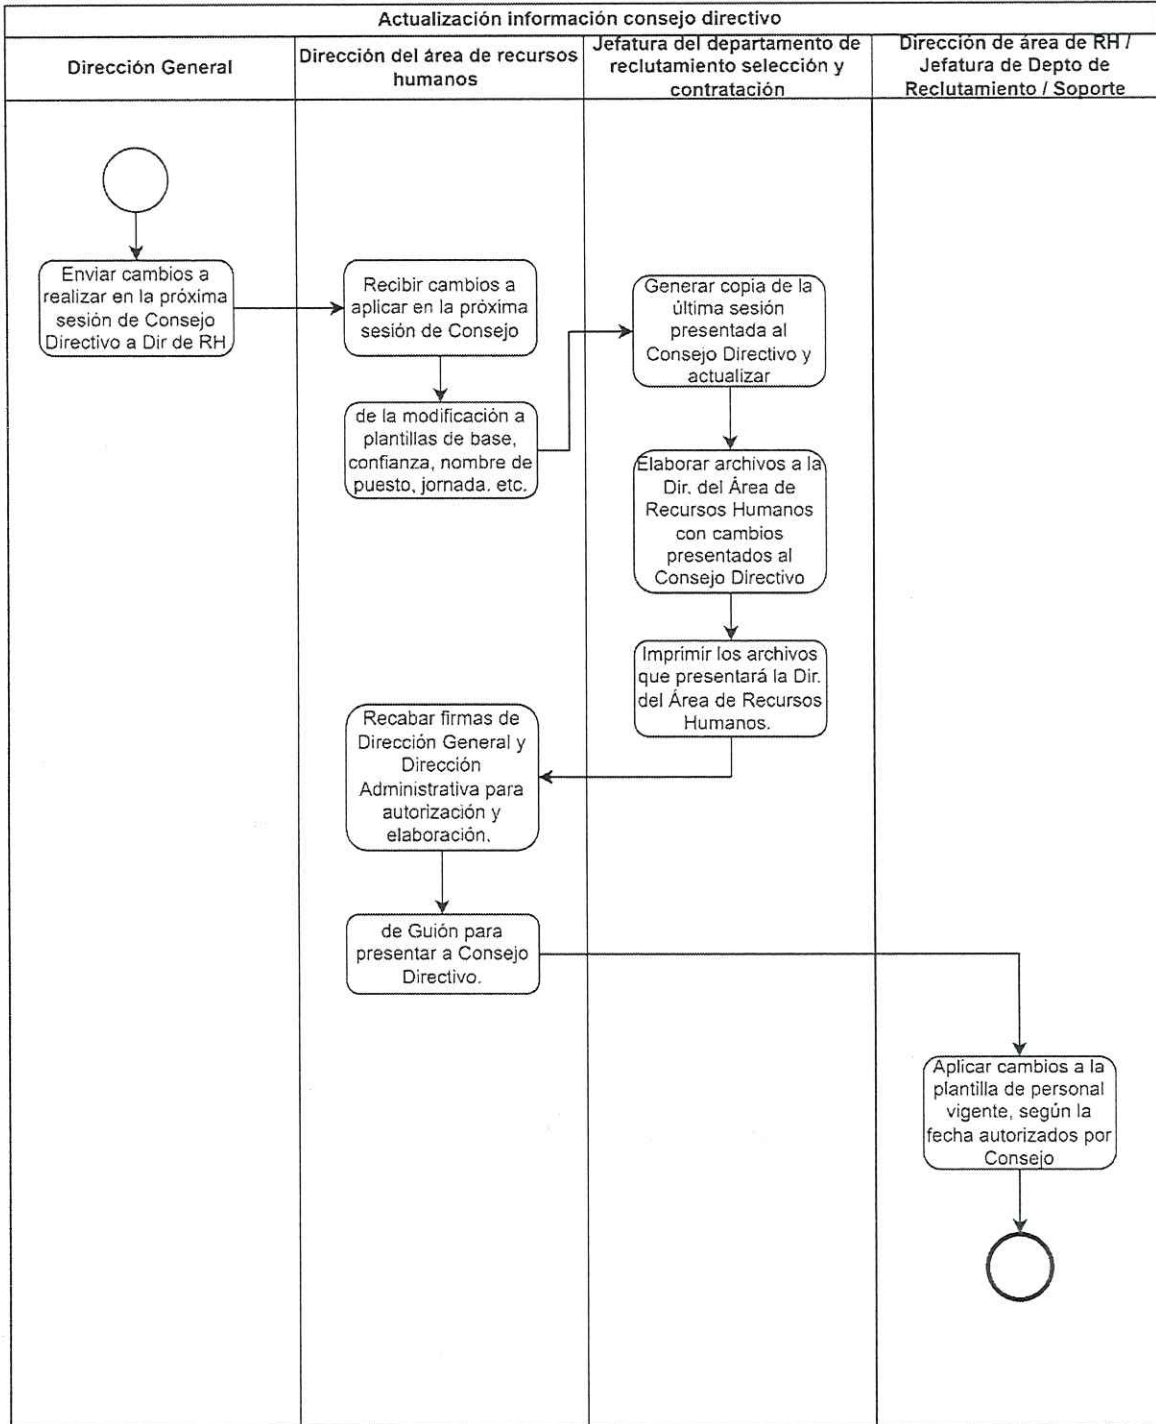 Actualización información consejo directivo
Dirección General
Dirección del área de recursos
humanos
Jefatura del departamento de
reclutamiento selección y
contratación
Dirección de área de RH /
Jefatura de Depto de
Reclutamiento / Soporte
Enviar cambios a
realizar en la próxima
sesión de Consejo
Directivo a Dir de RH
Recibir cambios a
aplicar en la próxima
sesión de Consejo
de la modificación a
plantillas de base,
confianza, nombre de
puesto, jornada. etc.
Generar copia de la
última sesión
presentada al
Consejo Directivo y
actualizar
Elaborar archivos a la
Dir. del Área de
Recursos Humanos
con cambios
presentados al
Consejo Directivo
Imprimir los archivos
que presentará la Dir.
del Área de Recursos
Humanos.
Recabar firmas de
Dirección General y
Dirección
Administrativa para
autorización y
elaboración.
de Guión para
presentar a Consejo
Directivo.
Aplicar cambios a la
plantilla de personal
vigente, según la
fecha autorizados por
Consejo